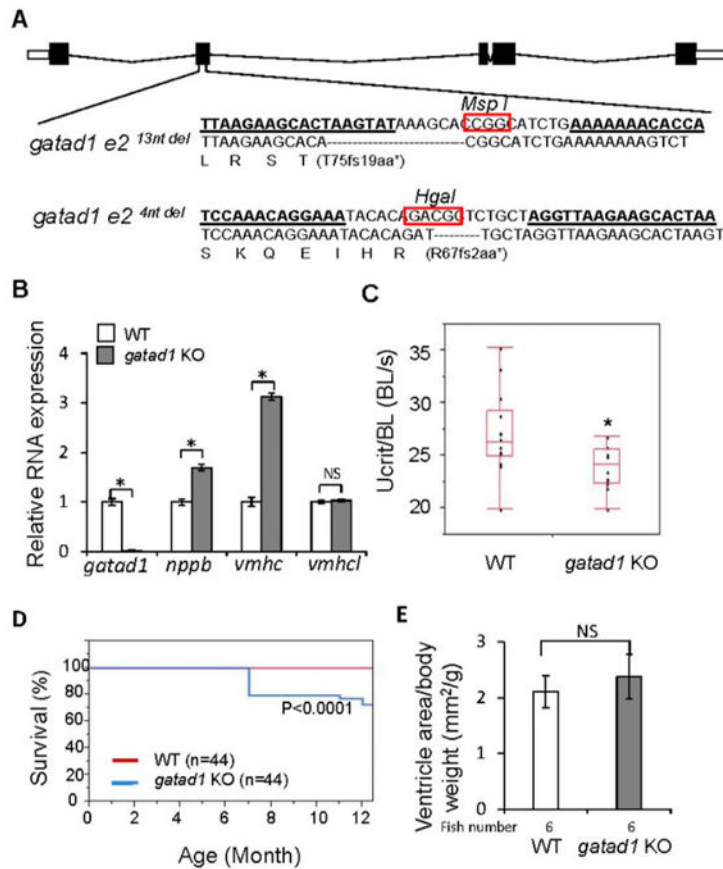 A
Msp I
TTAAGAAGCACTAAGTATAAAGCACCGGCATCTGAAAAAAACACCA
gatad1 e2 13nt del
TTAAGAAGCACA----------------------CGGCATCTGAAAAAAAAGTCT
L R S T (T75fs19aa*)
HgaI
gatad1 e2 4nt del
TCCAAACAGGAAATACACAGACGCTCTGCTAGGTTAAGAAGCACTAA
TCCAAACAGGAAATACACAGAT--------TGCTAGGTTAAGAAGCACTAAGT
S K Q E I H R (R67fs2aa*)
B
WT
gatad1 KO
Relative RNA expression
4
3
2
1
0
*
*
*
NS
gatad1 nppb vmhc vmhcl
C
Ucrit/BL (BL/s)
35
30
25
20
*
WT gatad1 KO
D
Survival (%)
100
80
60
40
20
0
P<0.0001
WT (n=44)
gatad1 KO (n=44)
0 2 4 6 8 10 12
Age (Month)
E
Ventricle area/body
weight (mm²/g)
3
2
1
0
NS
Fish number 6 6
WT gatad1 KO